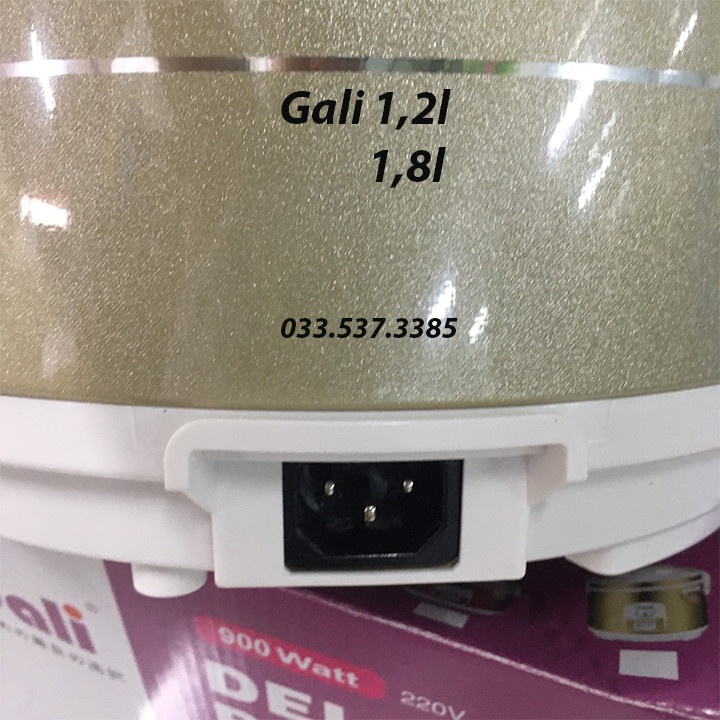 Gali 1,2l
1,8l
033.537.3385
ali
900 Watt
220V